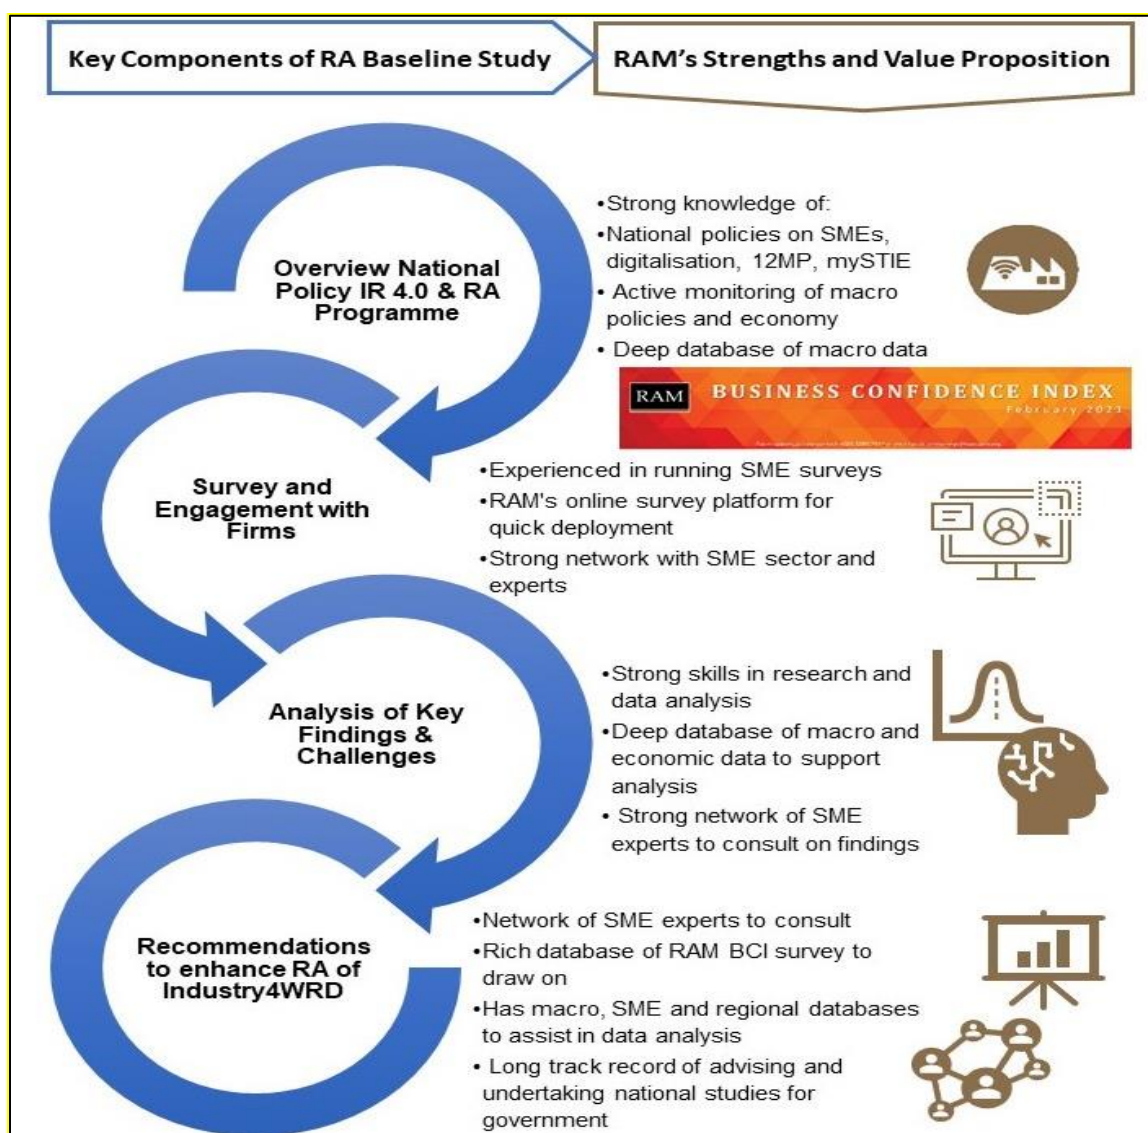 Key Components of RA Baseline Study
RAM's Strengths and Value Proposition
Overview National
Policy IR 4.0 & RA
Programme
•Strong knowledge of:
•National policies on SMEs,
digitalisation, 12MP, mySTIE
• Active monitoring of macro
policies and economy
• Deep database of macro data
RAM
BUSINESS CONFIDENCE INDEX
February 2021
Survey and
Engagement with
Firms
•Experienced in running SME surveys
•RAM's online survey platform for
quick deployment
•Strong network with SME sector and
experts
Analysis of Key
Findings &
Challenges
•Strong skills in research and
data analysis
•Deep database of macro and
economic data to support
analysis
• Strong network of SME
experts to consult on findings
Recommendations
to enhance RA of
Industry4WRD
•Network of SME experts to consult
•Rich database of RAM BCI survey to
draw on
•Has macro, SME and regional databases
to assist in data analysis
• Long track record of advising and
undertaking national studies for
government